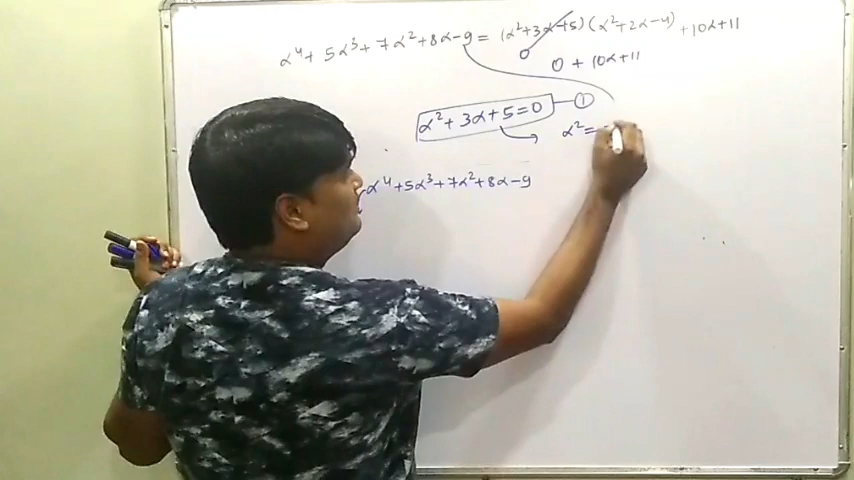 α⁴ + 5α³ + 7α² + 8α - 9 = (α² + 3α + 5) (α² + 2α - 4) + 10α + 11
0
0 + 10α + 11
α² + 3α + 5 = 0 ①
α² = -
α⁴ + 5α³ + 7α² + 8α - 9